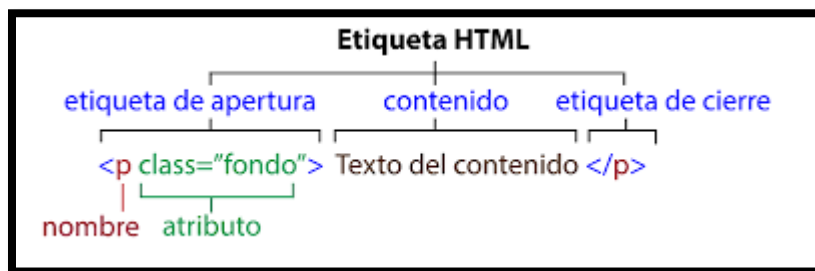 Etiqueta HTML
etiqueta de apertura contenido etiqueta de cierre
<p class=”fondo”> Texto del contenido </p>
nombre atributo